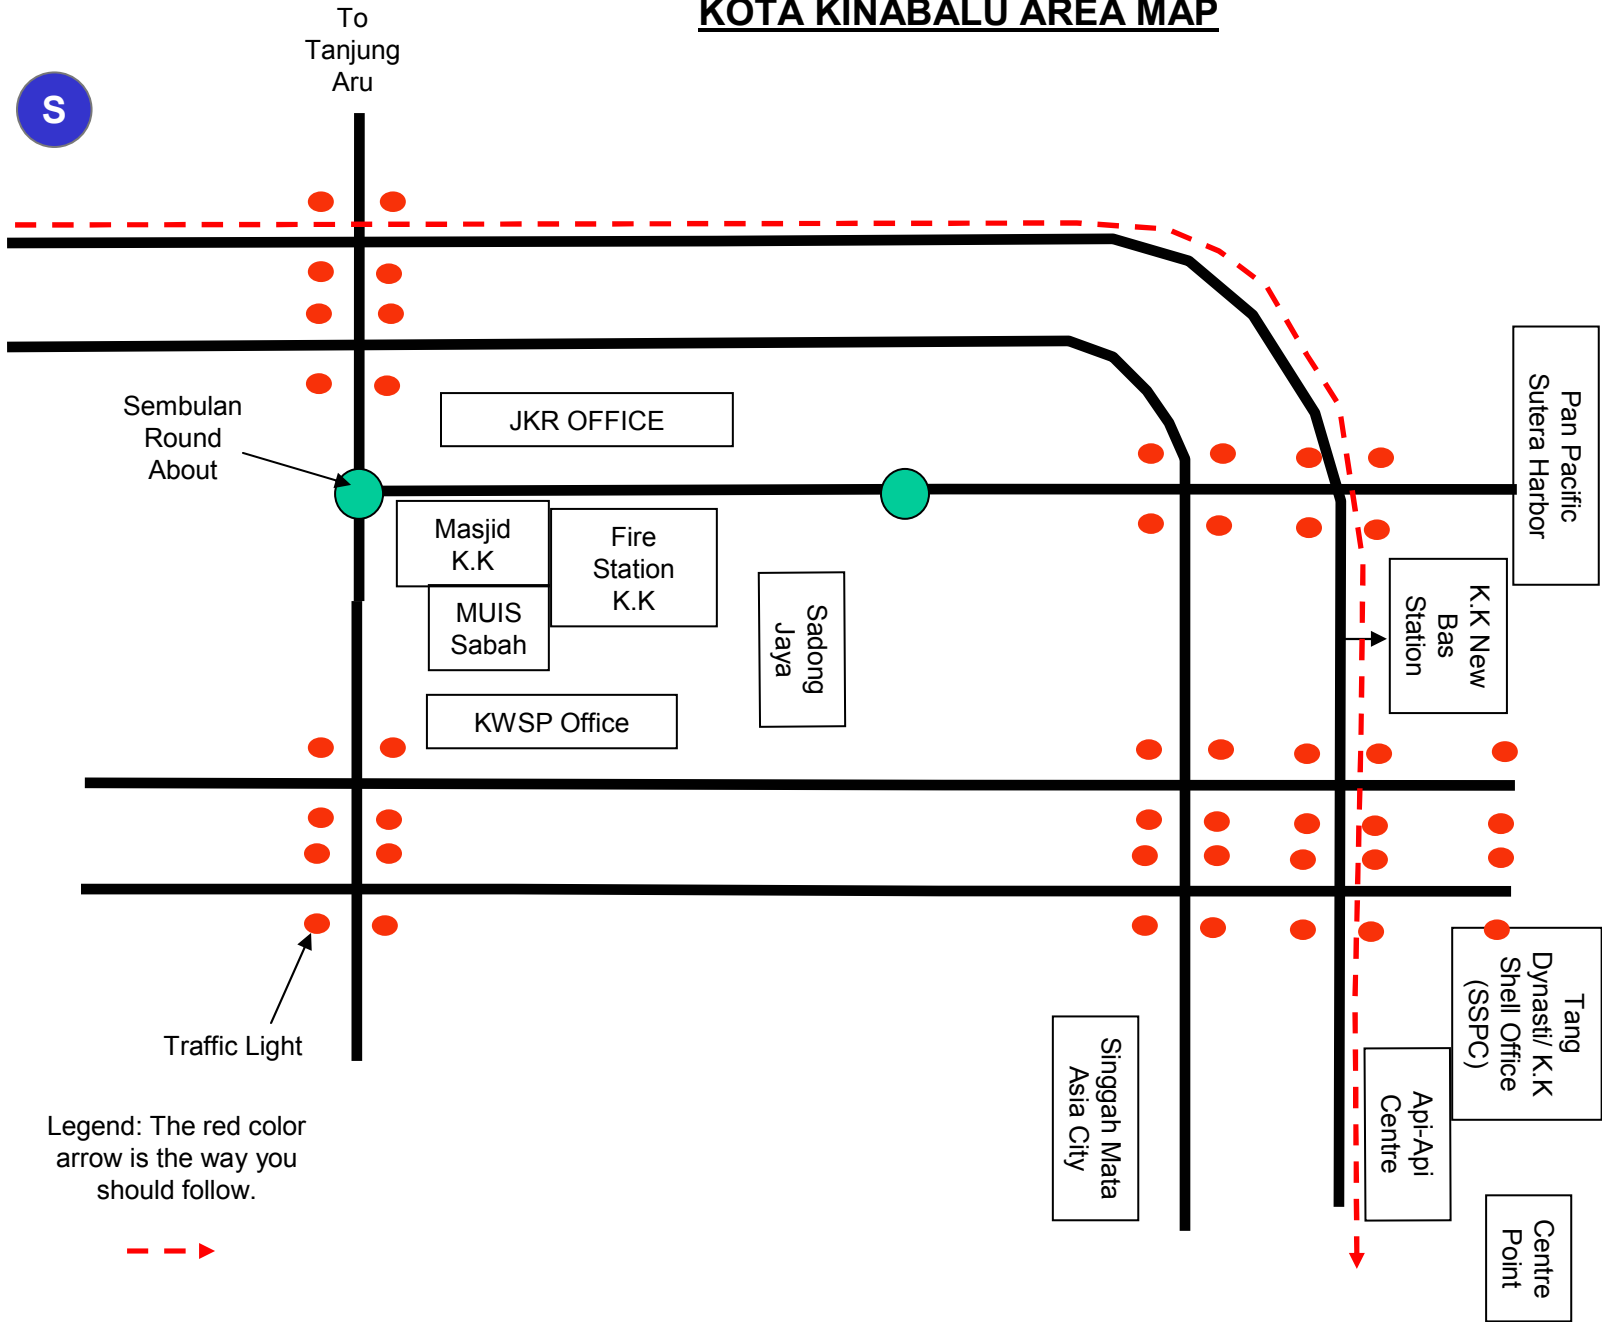 KOTA KINABALU AREA MAP
To
Tanjung
Aru
S
Sembulan
Round
About
JKR OFFICE
Pan Pacific
Sutera Harbor
Masjid
K.K
Fire
Station
K.K
MUIS
Sabah
Sadong
Jaya
K.K New
Bas
Station
KWSP Office
Traffic Light
Tang
Dynasti/ K.K
Shell Office
(SSPC)
Singgah Mata
Asia City
Api-Api
Centre
Centre
Point
Legend: The red color
arrow is the way you
should follow.